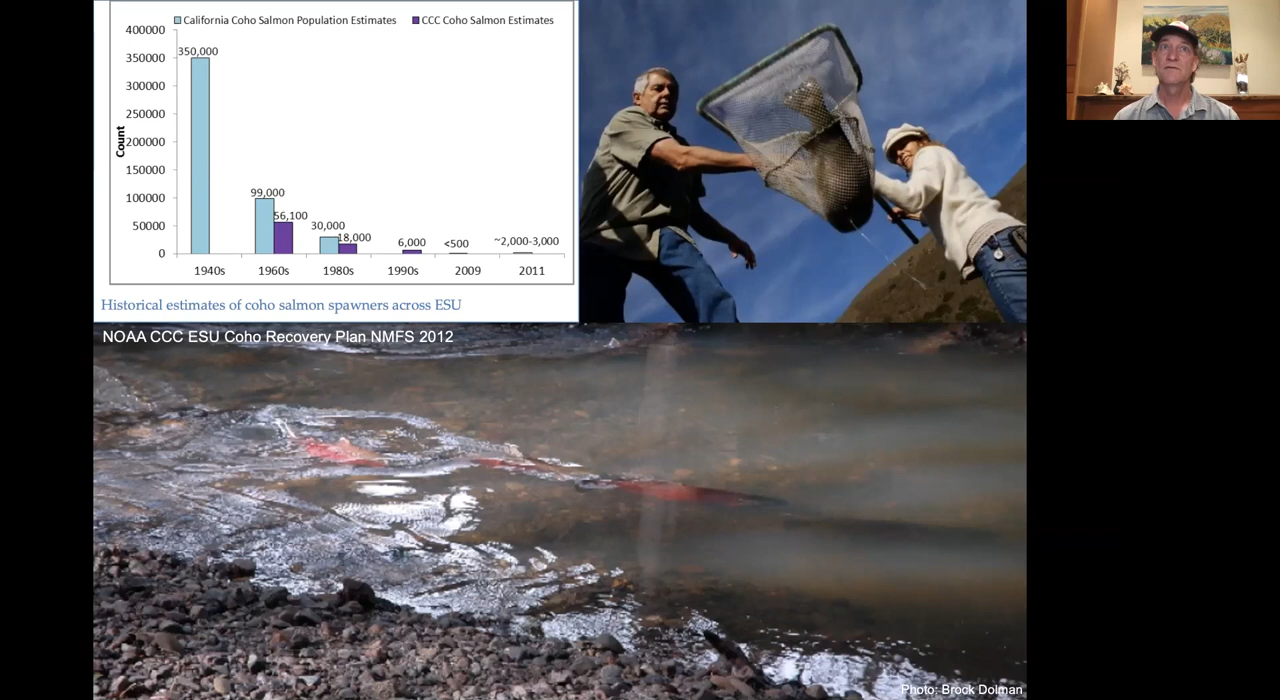 California Coho Salmon Population Estimates
CCC Coho Salmon Estimates
Count
400000
350000
300000
250000
200000
150000
100000
50000
0
350,000
99,000
56,100
30,000
18,000
6,000
<500
~2,000-3,000
1940s
1960s
1980s
1990s
2009
2011
Historical estimates of coho salmon spawners across ESU
NOAA CCC ESU Coho Recovery Plan NMFS 2012
Photo: Brock Dolman